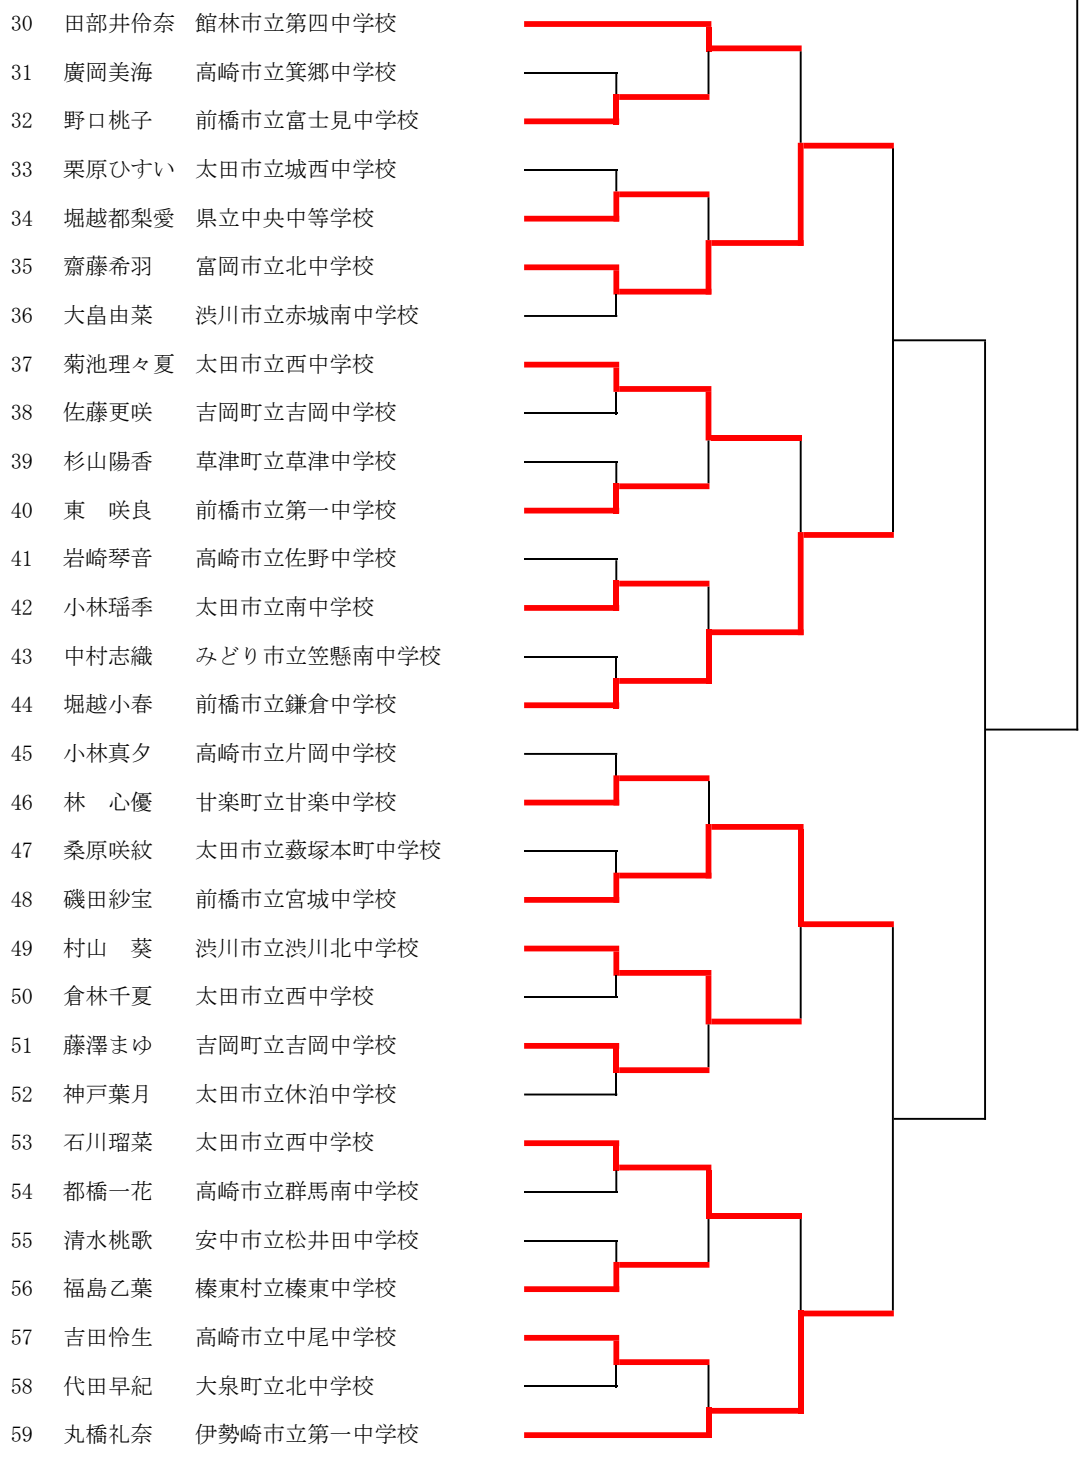 30 田部井伶奈 館林市立第四中学校
31 廣岡美海 高崎市立箕郷中学校
32 野口桃子 前橋市立富士見中学校
33 栗原ひすい 太田市立城西中学校
34 堀越都梨愛 県立中央中等学校
35 齋藤希羽 富岡市立北中学校
36 大畠由菜 渋川市立赤城南中学校
37 菊池理々夏 太田市立西中学校
38 佐藤更咲 吉岡町立吉岡中学校
39 杉山陽香 草津町立草津中学校
40 東　咲良 前橋市立第一中学校
41 岩崎琴音 高崎市立佐野中学校
42 小林瑶季 太田市立南中学校
43 中村志織 みどり市立笠懸南中学校
44 堀越小春 前橋市立鎌倉中学校
45 小林真夕 高崎市立片岡中学校
46 林　心優 甘楽町立甘楽中学校
47 桑原咲紋 太田市立藪塚本町中学校
48 磯田紗宝 前橋市立宮城中学校
49 村山　葵 渋川市立渋川北中学校
50 倉林千夏 太田市立西中学校
51 藤澤まゆ 吉岡町立吉岡中学校
52 神戸葉月 太田市立休泊中学校
53 石川瑠菜 太田市立西中学校
54 都橋一花 高崎市立群馬南中学校
55 清水桃歌 安中市立松井田中学校
56 福島乙葉 榛東村立榛東中学校
57 吉田怜生 高崎市立中尾中学校
58 代田早紀 大泉町立北中学校
59 丸橋礼奈 伊勢崎市立第一中学校